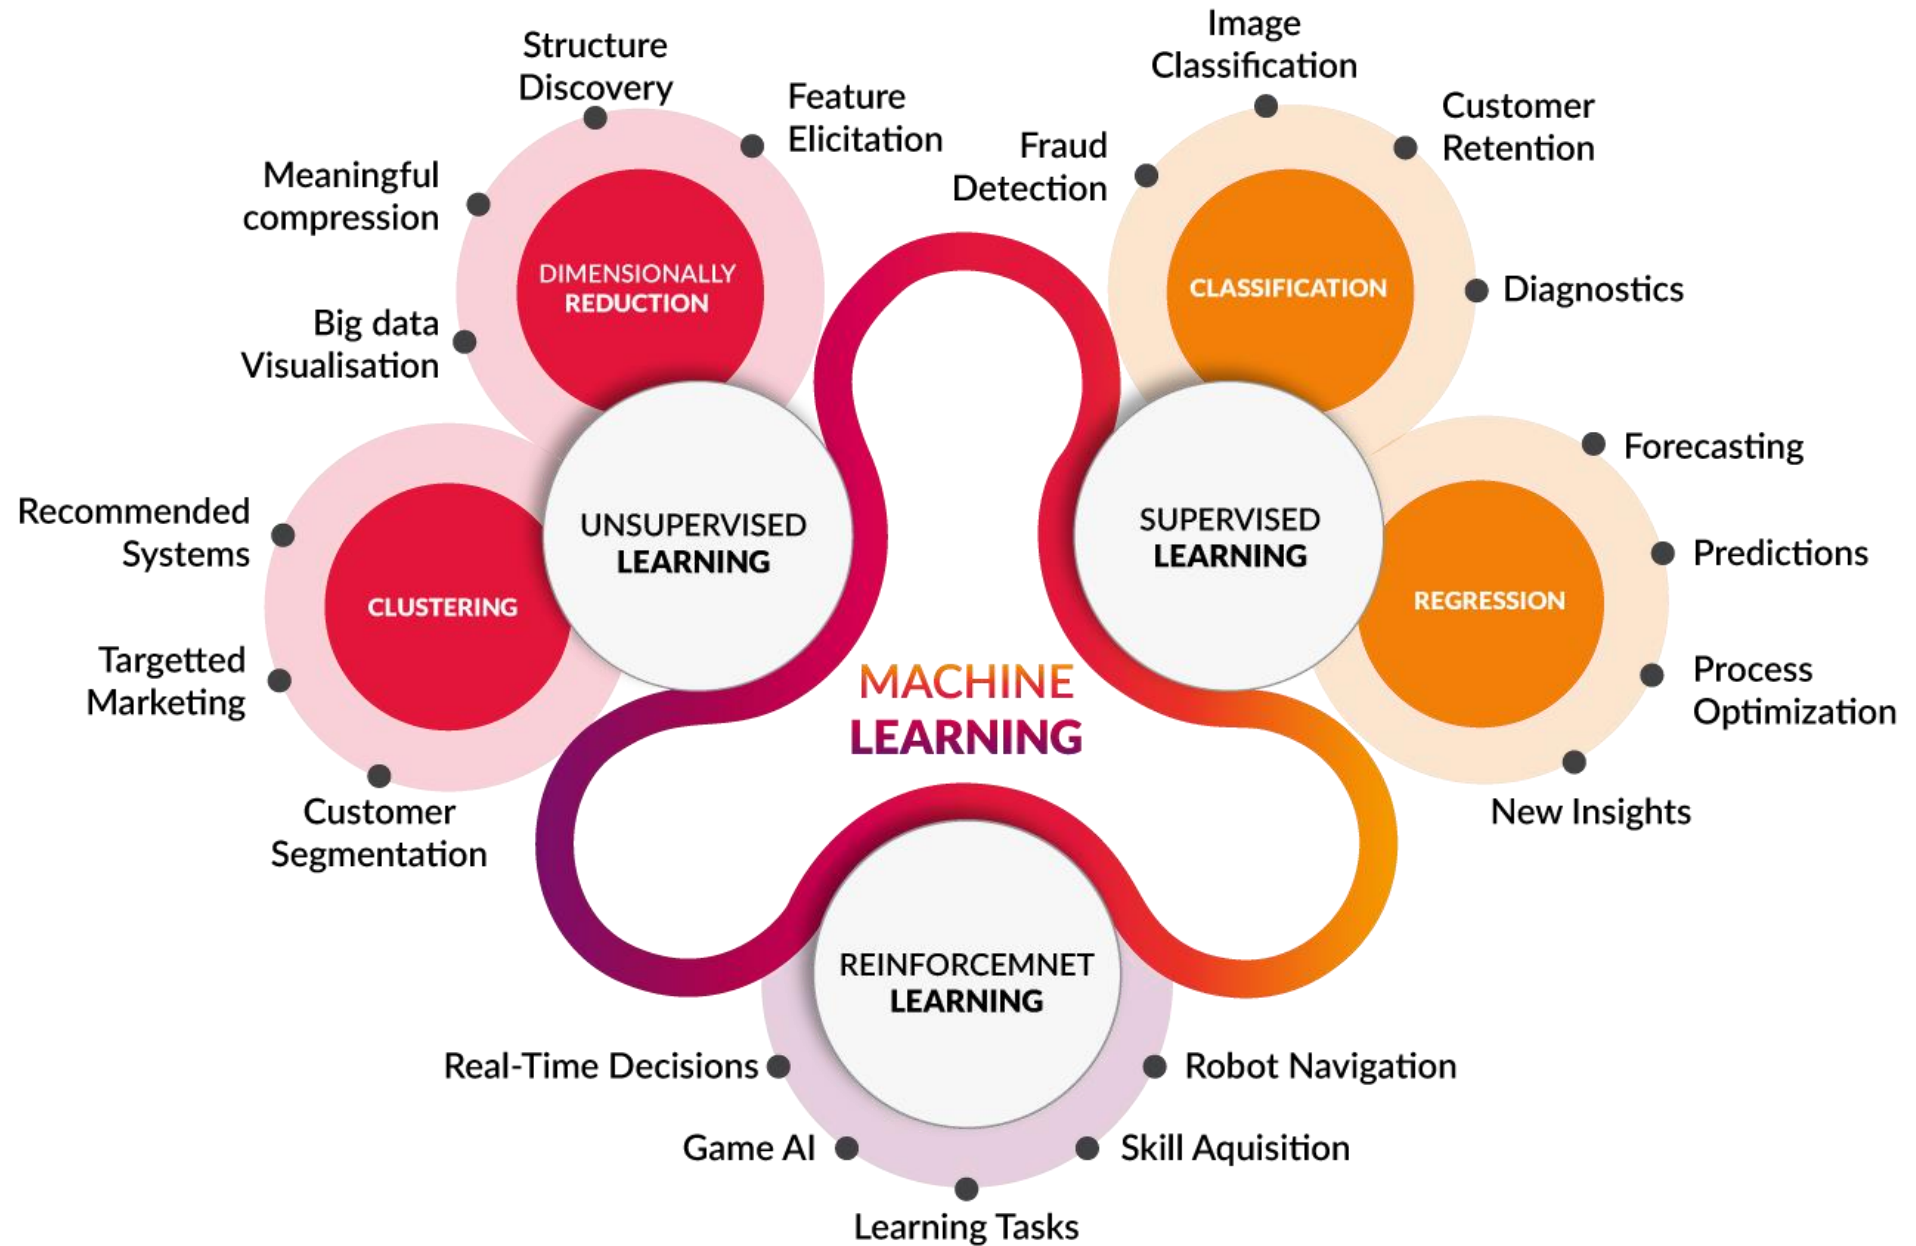 Structure
Discovery
Feature
Elicitation
Meaningful
compression
Big data
Visualisation
DIMENSIONALLY
REDUCTION
Recommended
Systems
Targetted
Marketing
Customer
Segmentation
CLUSTERING
UNSUPERVISED
LEARNING
Image
Classification
Fraud
Detection
Customer
Retention
Diagnostics
CLASSIFICATION
SUPERVISED
LEARNING
Forecasting
Predictions
Process
Optimization
New Insights
REGRESSION
MACHINE
LEARNING
REINFORCEMNET
LEARNING
Real-Time Decisions
Robot Navigation
Game AI
Skill Aquisition
Learning Tasks